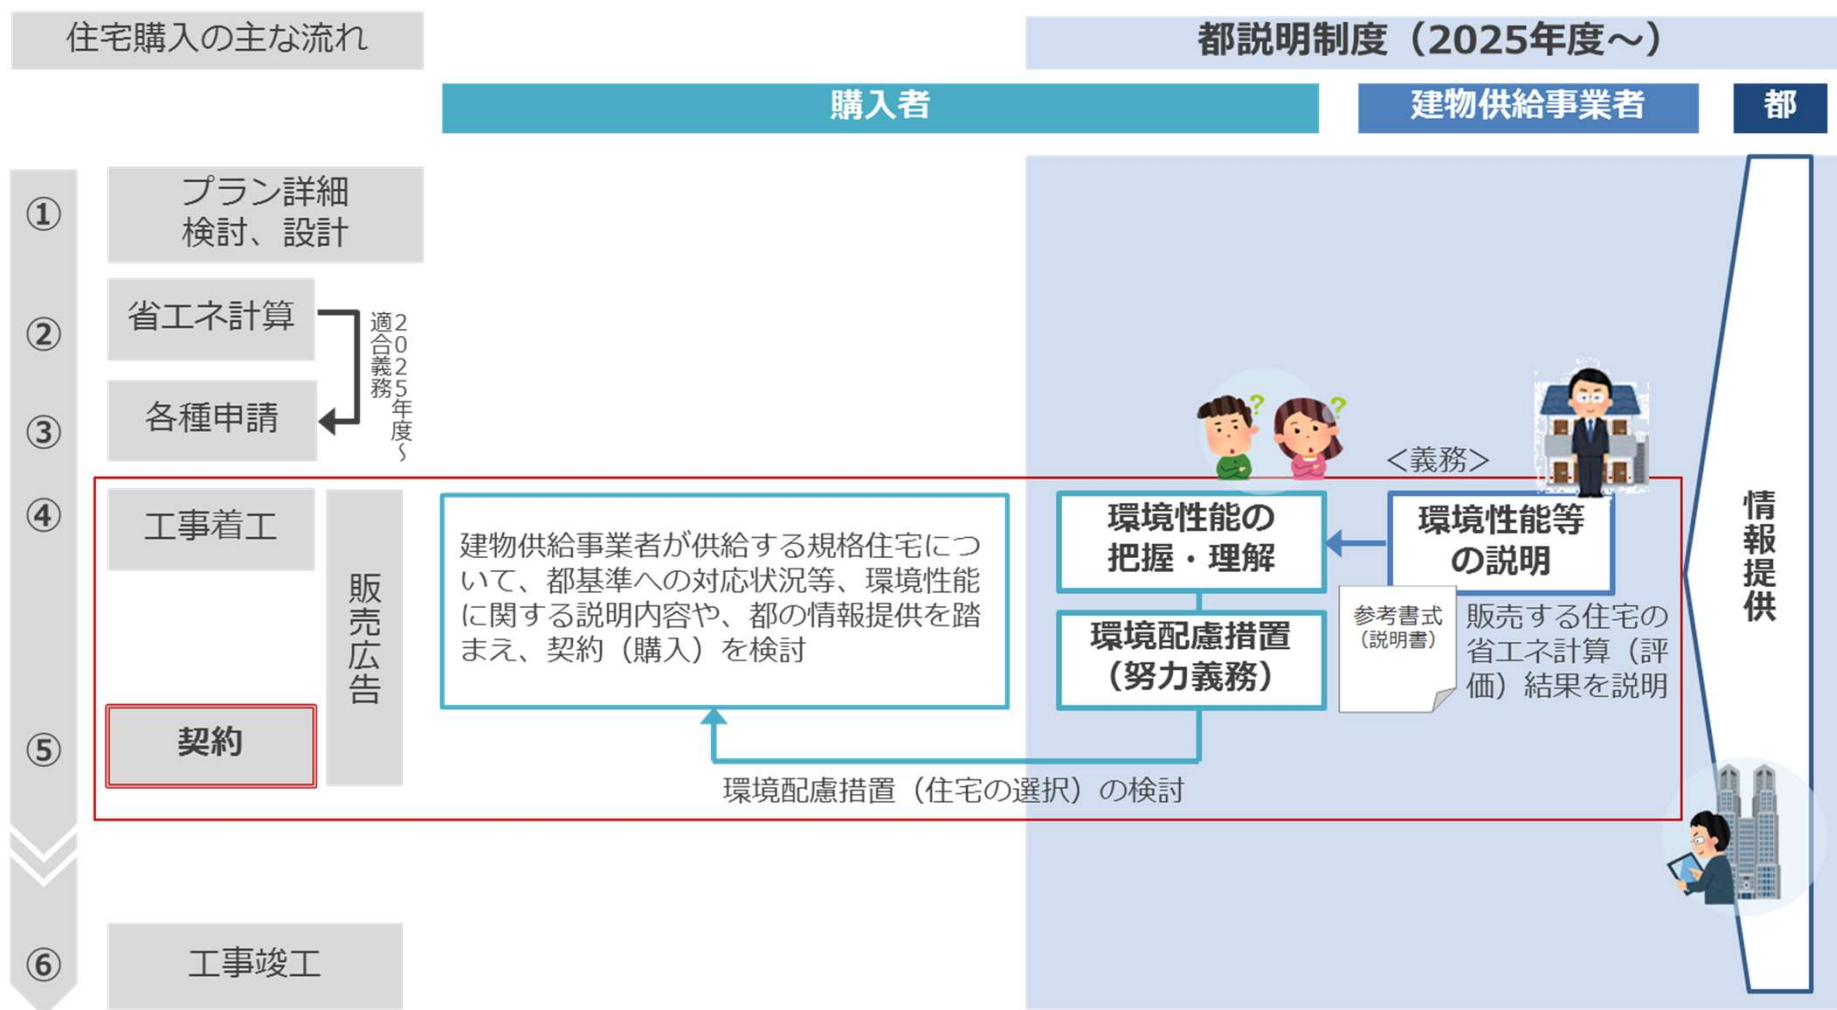 住宅購入の主な流れ
都説明制度（2025年度～）
購入者
建物供給事業者
都
①
プラン詳細
検討、設計
②
省エネ計算
2025年度～
適合義務
③
各種申請
④
工事着工
販売広告
建物供給事業者が供給する規格住宅につ
いて、都基準への対応状況等、環境性能
に関する説明内容や、都の情報提供を踏
まえ、契約（購入）を検討
?
?
環境性能の
把握・理解
＜義務＞
環境性能等
の説明
環境配慮措置
（努力義務）
参考書式
（説明書）
販売する住宅の
省エネ計算（評
価）結果を説明
情報提供
⑤
契約
環境配慮措置（住宅の選択）の検討
⑥
工事竣工